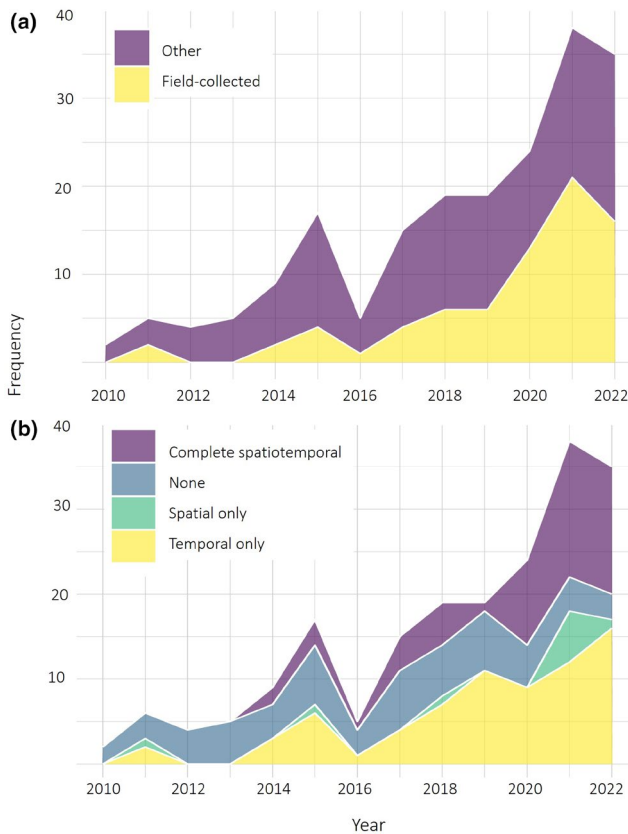 (a)
40
Other
Field-collected
30
20
10
2010 2012 2014 2016 2018 2020 2022
Frequency
(b)
40
Complete spatiotemporal
None
30
Spatial only
Temporal only
20
10
2010 2012 2014 2016 2018 2020 2022
Year